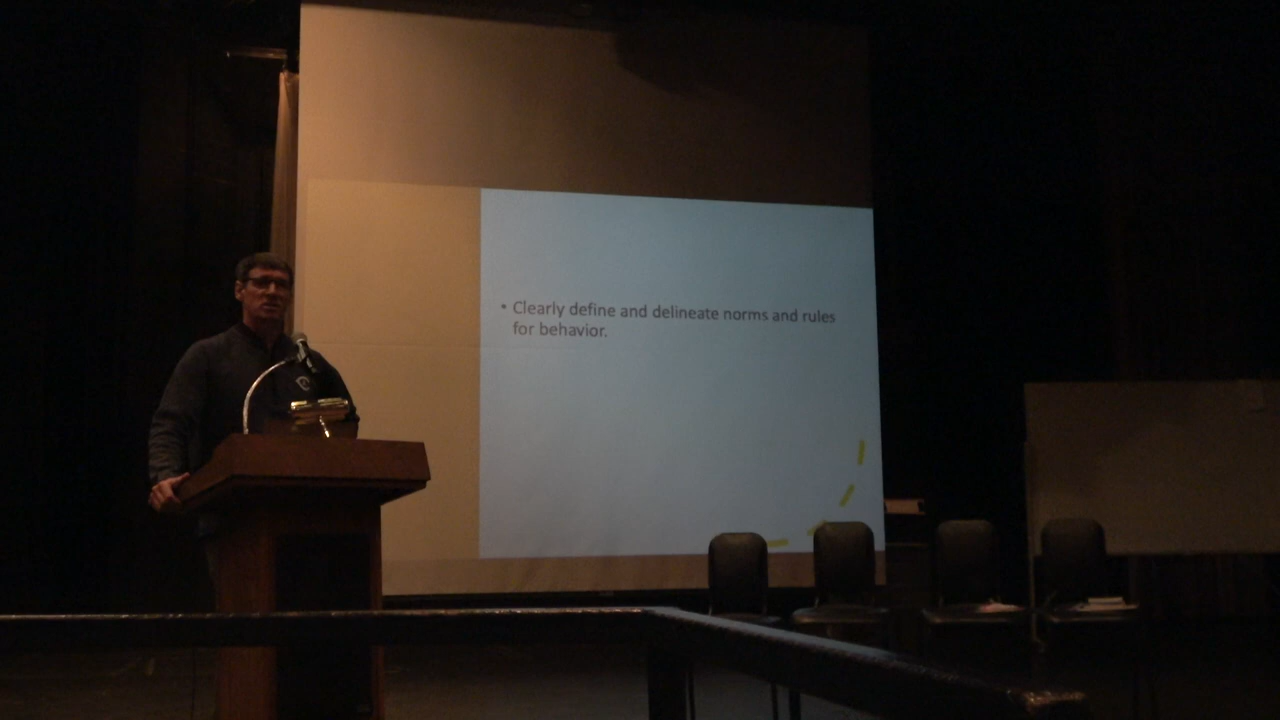 • Clearly define and delineate norms and rules
for behavior.